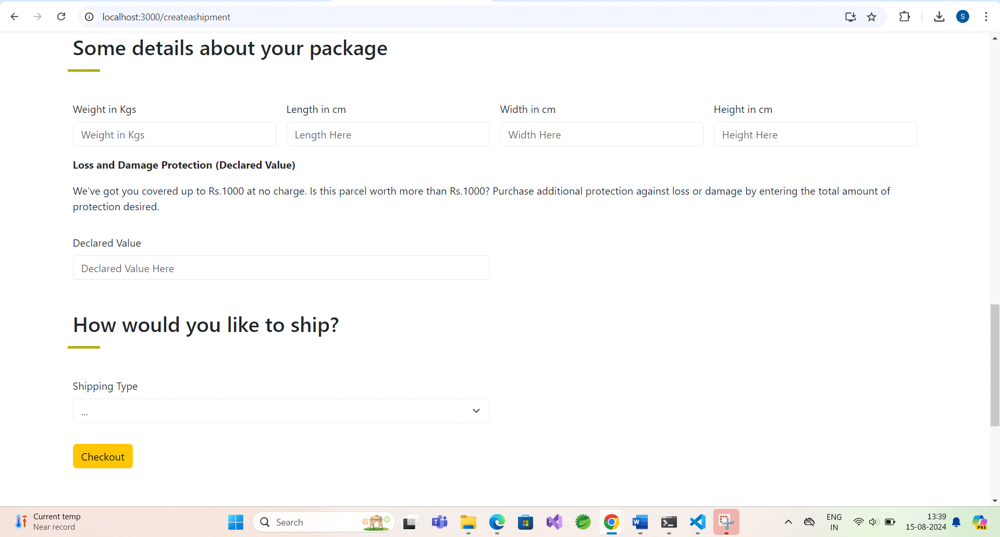 localhost:3000/createashipment
S
Some details about your package
Weight in Kgs
Length in cm
Width in cm
Height in cm
Weight in Kgs
Length Here
Width Here
Height Here
Loss and Damage Protection (Declared Value)
We've got you covered up to Rs.1000 at no charge. Is this parcel worth more than Rs.1000? Purchase additional protection against loss or damage by entering the total amount of
protection desired.
Declared Value
Declared Value Here
How would you like to ship?
Shipping Type
...
Checkout
Current temp
Near record
Search
ENG
IN
13:39
15-08-2024
PRE